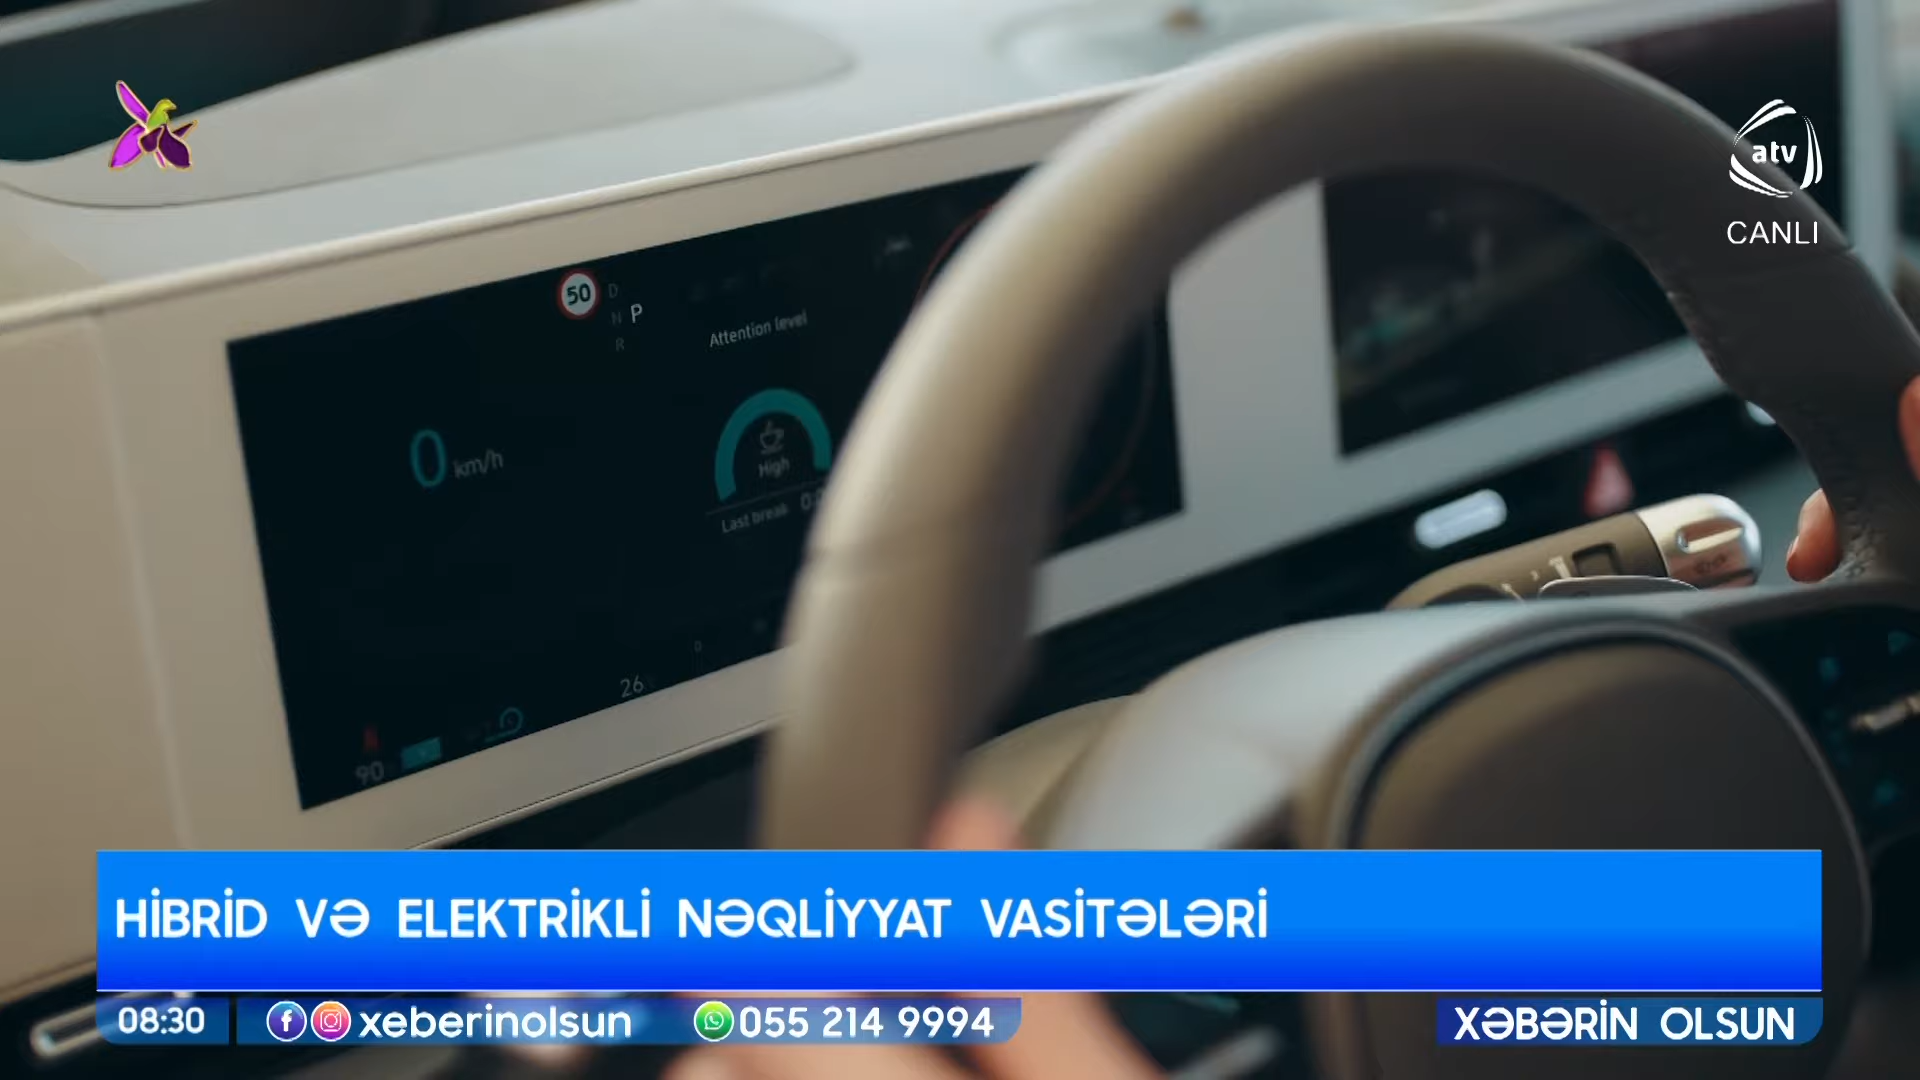 atv
CANLI
50
D
N P
R
Attention level
0 km/h
High
Last break
0
26
90
HİBRİD VƏ ELEKTRİKLİ NƏQLİYYAT VASİTƏLƏRİ
08:30
xeberinolsun
055 214 9994
XƏBƏRİN OLSUN